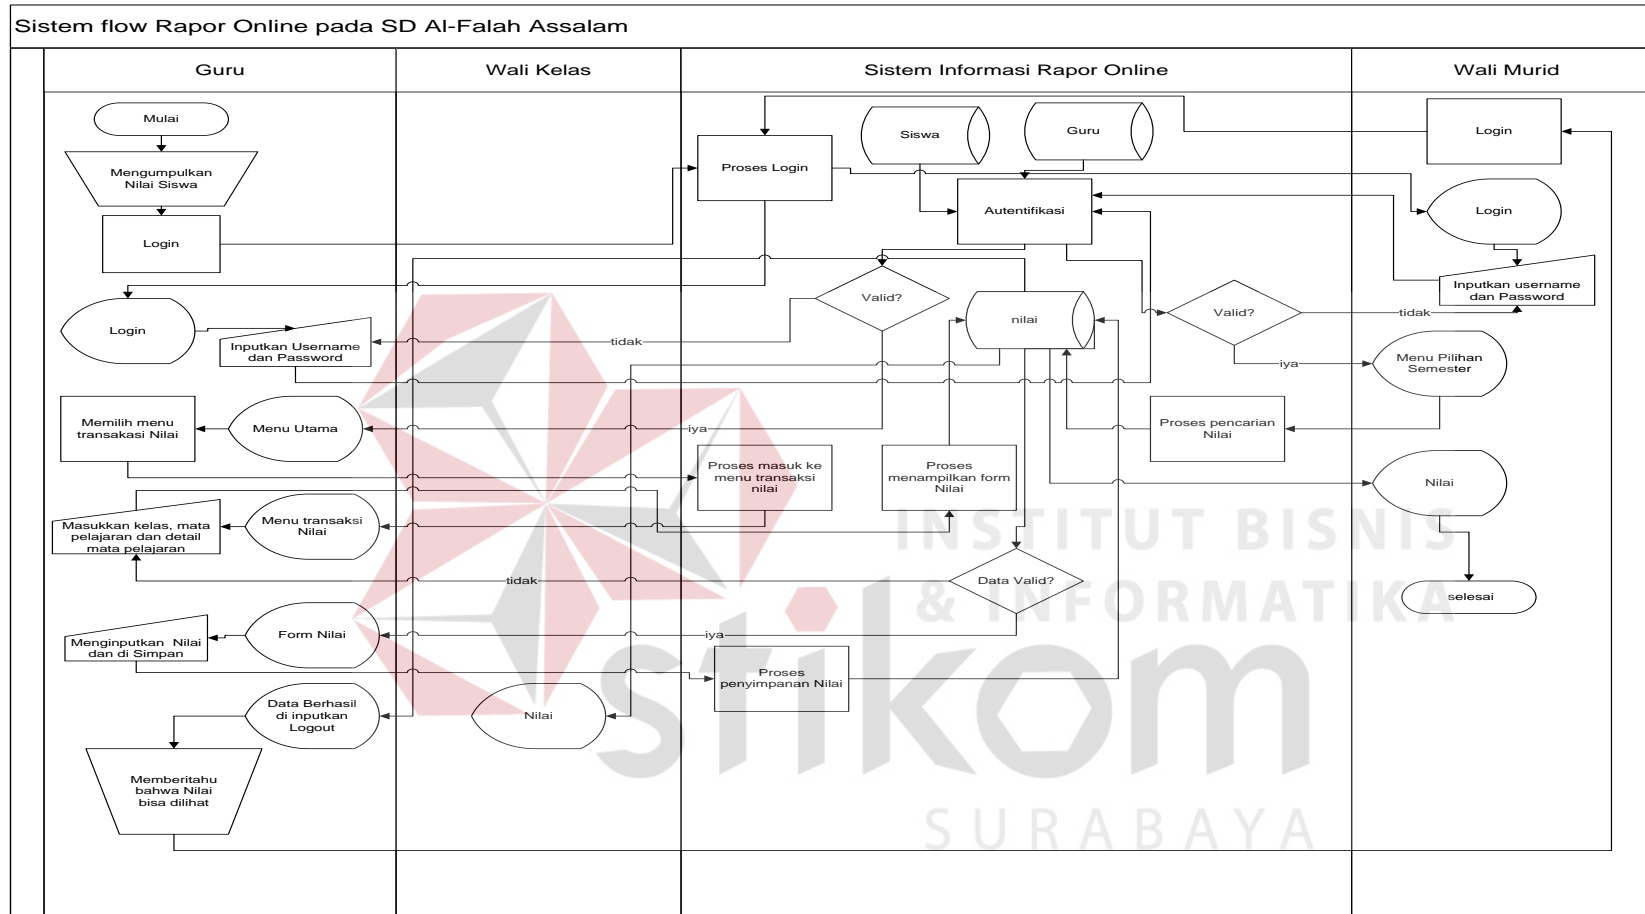 Sistem flow Rapor Online pada SD Al-Falah Assalam
Guru
Wali Kelas
Sistem Informasi Rapor Online
Wali Murid
Mulai
Mengumpulkan
Nilai Siswa
Login
Login
Inputkan Username
dan Password
Memilih menu
transakasi Nilai
Menu Utama
Masukkan kelas, mata
pelajaran dan detail
mata pelajaran
Menu transaksi
Nilai
Menginputkan Nilai
dan di Simpan
Form Nilai
Data Berhasil
di inputkan
Logout
Memberitahu
bahwa Nilai
bisa dilihat
Nilai
Proses Login
Siswa
Guru
Autentifikasi
Valid?
tidak
iya
nilai
Valid?
tidak
iya
Proses masuk ke
menu transaksi
nilai
Proses
menampilkan form
Nilai
Proses pencarian
Nilai
Data Valid?
tidak
iya
Proses
penyimpanan Nilai
Login
Login
Inputkan username
dan Password
Menu Pilihan
Semester
Nilai
selesai
INSTITUT BISNIS
& INFORMATIKA
stikom
SURABAYA